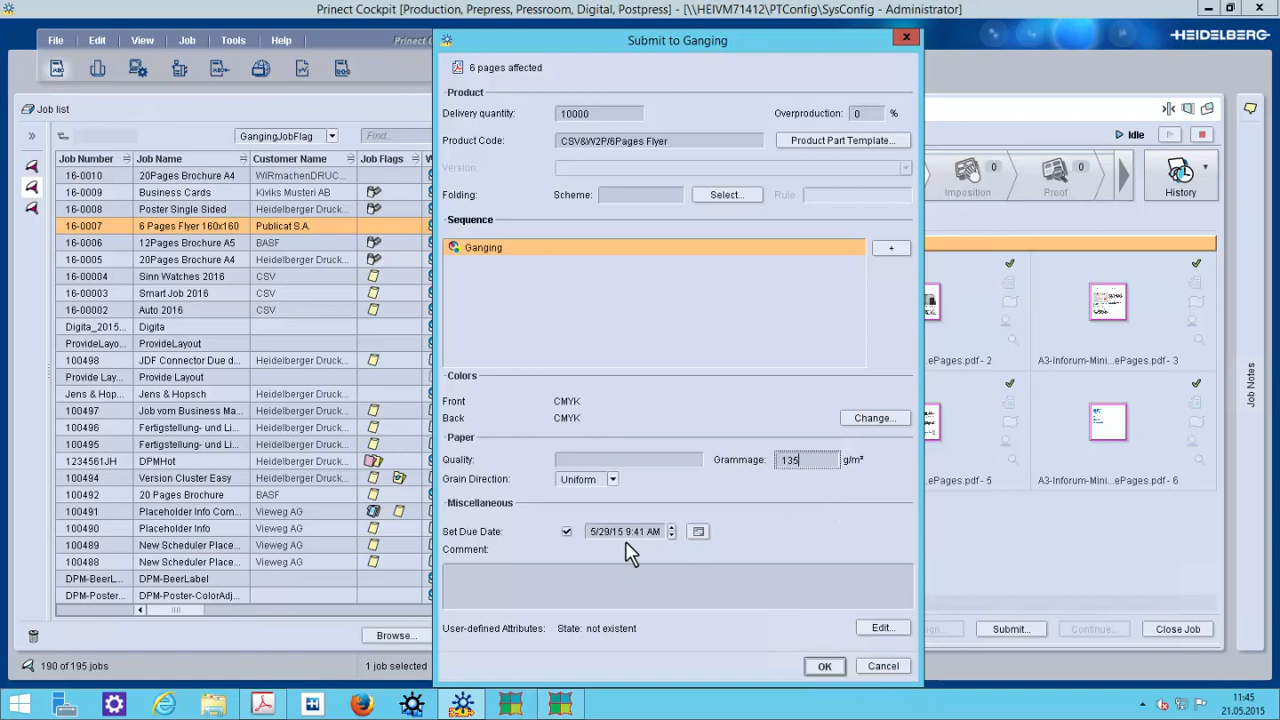 Prinect Cockpit [Production, Prepress, Pressroom, Digital, Postpress] - [\\HEIVM71412\PTConfig\SysConfig - Administrator]
File Edit View Job Tools Help
HEIDELBERG
Job list
GangingJobFlag
Find.
Job Number Job Name Customer Name Job Flags
16-0010 20Pages Brochure A4 WIRmachenDRUC...
16-0009 Business Cards Kiviks Musteri AB
16-0008 Poster Single Sided Heidelberger Druck...
16-0007 6 Pages Flyer 160x160 Publicat S.A.
16-0006 12Pages Brochure A5 BASF
16-0005 20Pages Brochure A4 Heidelberger Druck...
16-00004 Sinn Watches 2016 CSV
16-00003 Smart Job 2016 CSV
16-00002 Auto 2016 CSV
Digital_2015... Digita
ProvideLayo... ProvideLayout
100498 JDF Connector Due d... Heidelberger Druck...
Provide Lay... Provide Layout
Jens & Hop... Jens & Hopsch
100497 Job vom Business Ma... Heidelberger Druck...
100496 Fertigstellung- und Li... Heidelberger Druck...
100495 Fertigstellung- und Li... Heidelberger Druck...
1234561JH DPMHot Heidelberger Druck...
100494 Version Cluster Easy Heidelberger Druck...
100492 20 Pages Brochure BASF
100491 Placeholder Info Com... Vieweg AG
100490 Placeholder Info Vieweg AG
100489 New Scheduler Placeh... Vieweg AG
100488 New Scheduler Placeh... Vieweg AG
DPM-BeerL... DPM-BeerLabel
DPM-Poster... DPM-Poster-ColorAdj...
Browse...
190 of 195 jobs
1 job selected
Submit to Ganging
6 pages affected
Product
Delivery quantity: 10000 Overproduction: 0 %
Product Code: CSV&W2P/6Pages Flyer Product Part Template...
Version:
Folding: Scheme: Select... Rule
Sequence
Ganging +
Colors
Front CMYK
Back CMYK Change...
Paper
Quality: Grammage: 135 g/m²
Grain Direction: Uniform
Miscellaneous
Set Due Date: 5/29/15 9:41 AM
Comment:
User-defined Attributes: State: not existent Edit...
OK Cancel
Idle
0 0
Imposition Proof History
ePages.pdf - 2 A3-Inforum-Mini... ePages.pdf - 3
ePages.pdf - 5 A3-Inforum-Mini... ePages.pdf - 6
Job Notes
Submit... Continue... Close Job
11:45
21.05.2015